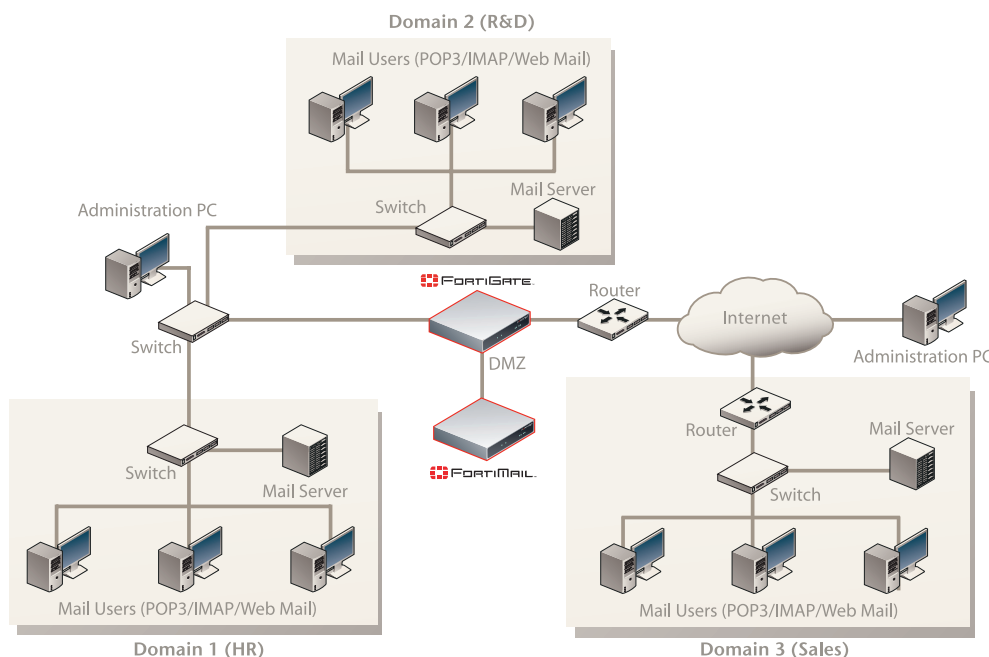 Domain 2 (R&D)
Mail Users (POP3/IMAP/Web Mail)
Mail Server
Switch
Administration PC
FORTIGATE
Router
Internet
Switch
DMZ
Administration PC
Router
Mail Server
Switch
Mail Server
FORTIMAIL
Switch
Mail Users (POP3/IMAP/Web Mail)
Mail Users (POP3/IMAP/Web Mail)
Domain 1 (HR)
Domain 3 (Sales)